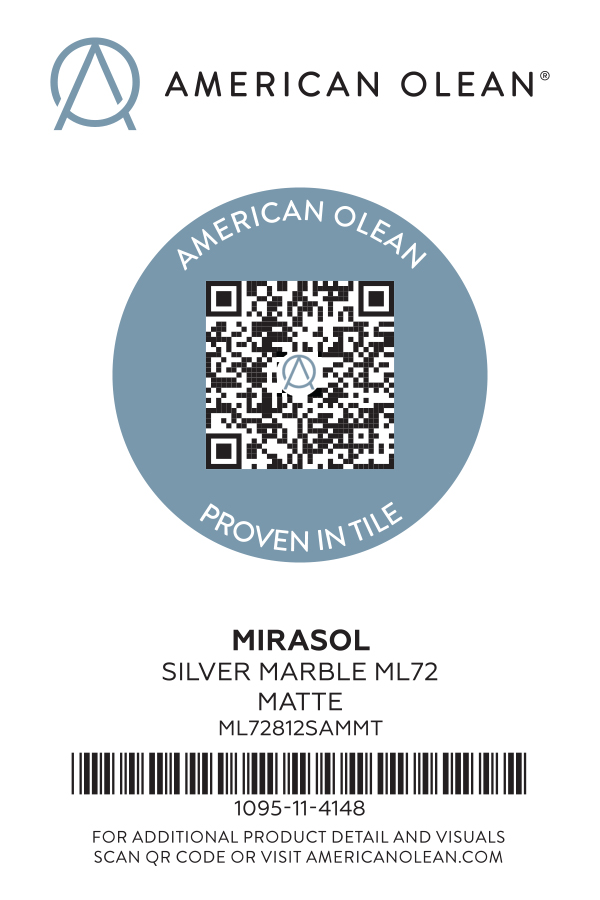 AMERICAN OLEAN®
AMERICAN OLEAN
PROVEN IN TILE
MIRASOL
SILVER MARBLE ML72
MATTE
ML72812SAMMT
1095-11-4148
FOR ADDITIONAL PRODUCT DETAIL AND VISUALS
SCAN QR CODE OR VISIT AMERICANOLEAN.COM